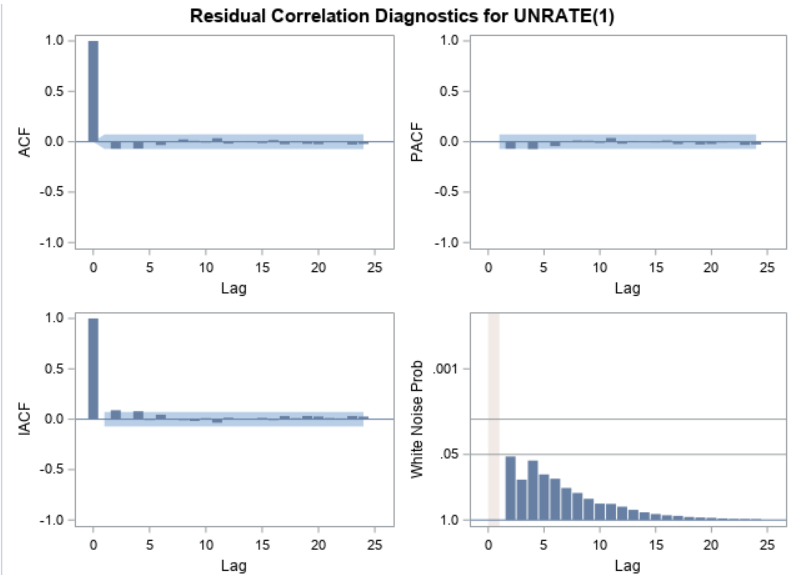 Residual Correlation Diagnostics for UNRATE(1)
1.0
0.5
0.0
-0.5
-1.0
ACF
0 5 10 15 20 25
Lag
1.0
0.5
0.0
-0.5
-1.0
PACF
0 5 10 15 20 25
Lag
1.0
0.5
0.0
-0.5
-1.0
IACF
0 5 10 15 20 25
Lag
.001
.05
1.0
White Noise Prob
0 5 10 15 20 25
Lag